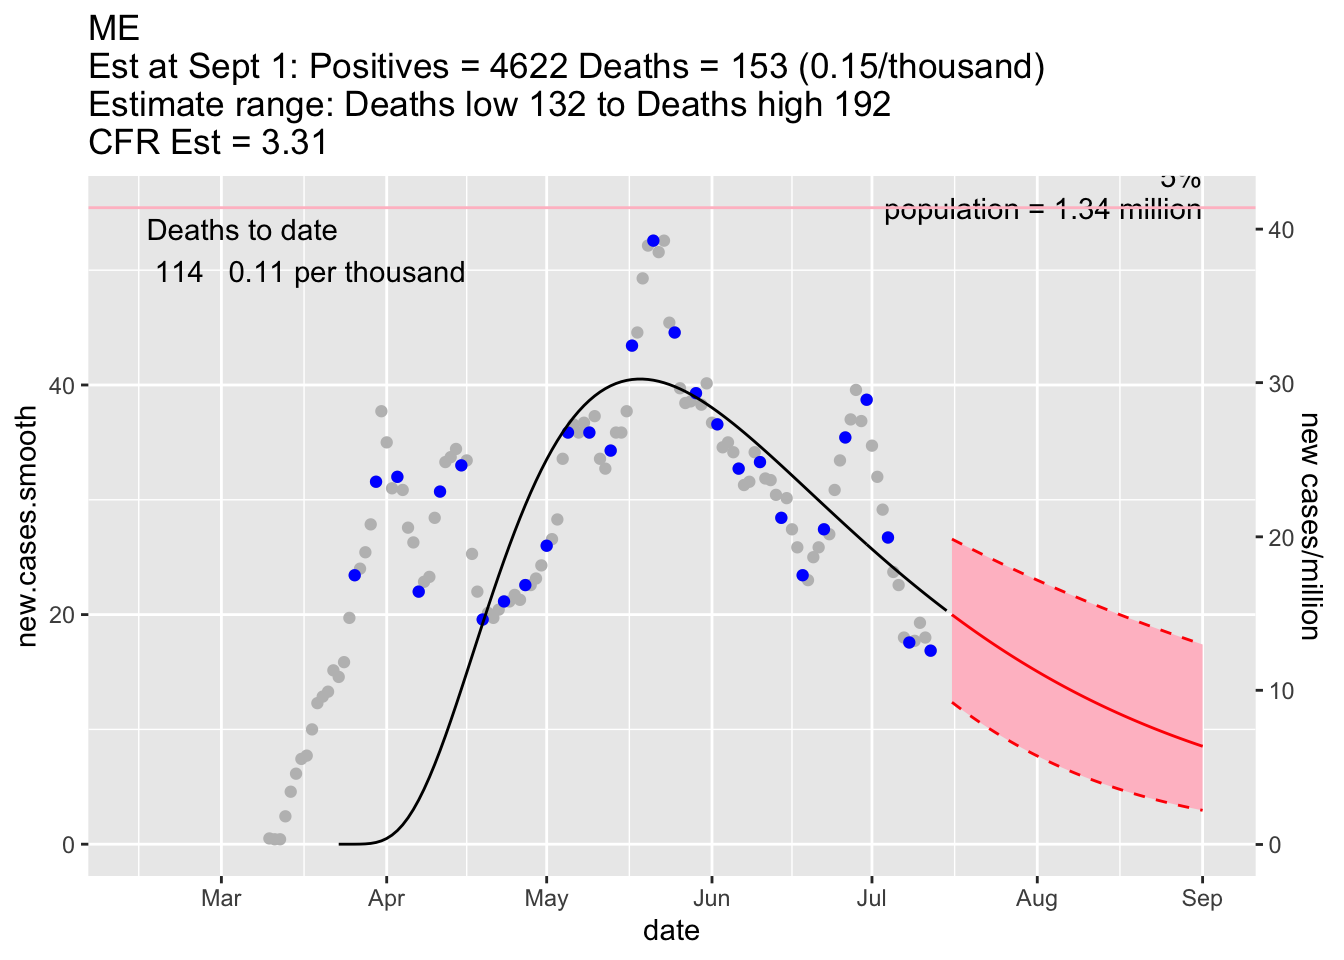 ME
Est at Sept 1: Positives = 4622 Deaths = 153 (0.15/thousand)
Estimate range: Deaths low 132 to Deaths high 192
CFR Est = 3.31
5%
population = 1.34 million
Deaths to date
114 0.11 per thousand
new.cases.smooth
40
20
0
new cases/million
40
30
20
10
0
Mar Apr May Jun Jul Aug Sep
date